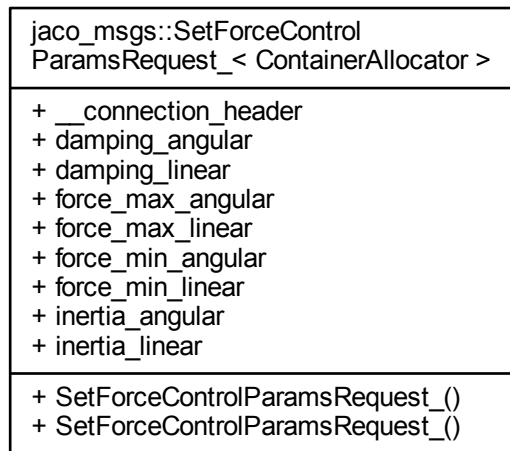 jaco_msgs::SetForceControl
ParamsRequest_< ContainerAllocator >
+ __connection_header
+ damping_angular
+ damping_linear
+ force_max_angular
+ force_max_linear
+ force_min_angular
+ force_min_linear
+ inertia_angular
+ inertia_linear
+ SetForceControlParamsRequest_()
+ SetForceControlParamsRequest_()